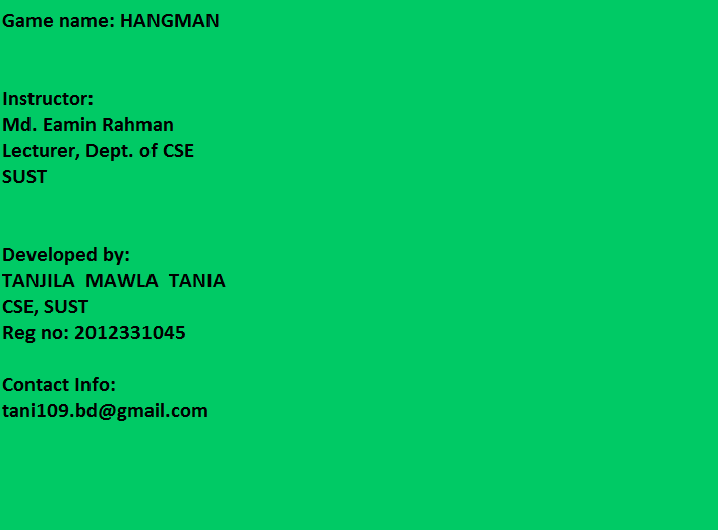 Game name: HANGMAN
Instructor:
Md. Eamin Rahman
Lecturer, Dept. of CSE
SUST
Developed by:
TANJILA  MAWLA  TANIA
CSE, SUST
Reg no: 2012331045
Contact Info:
tani109.bd@gmail.com